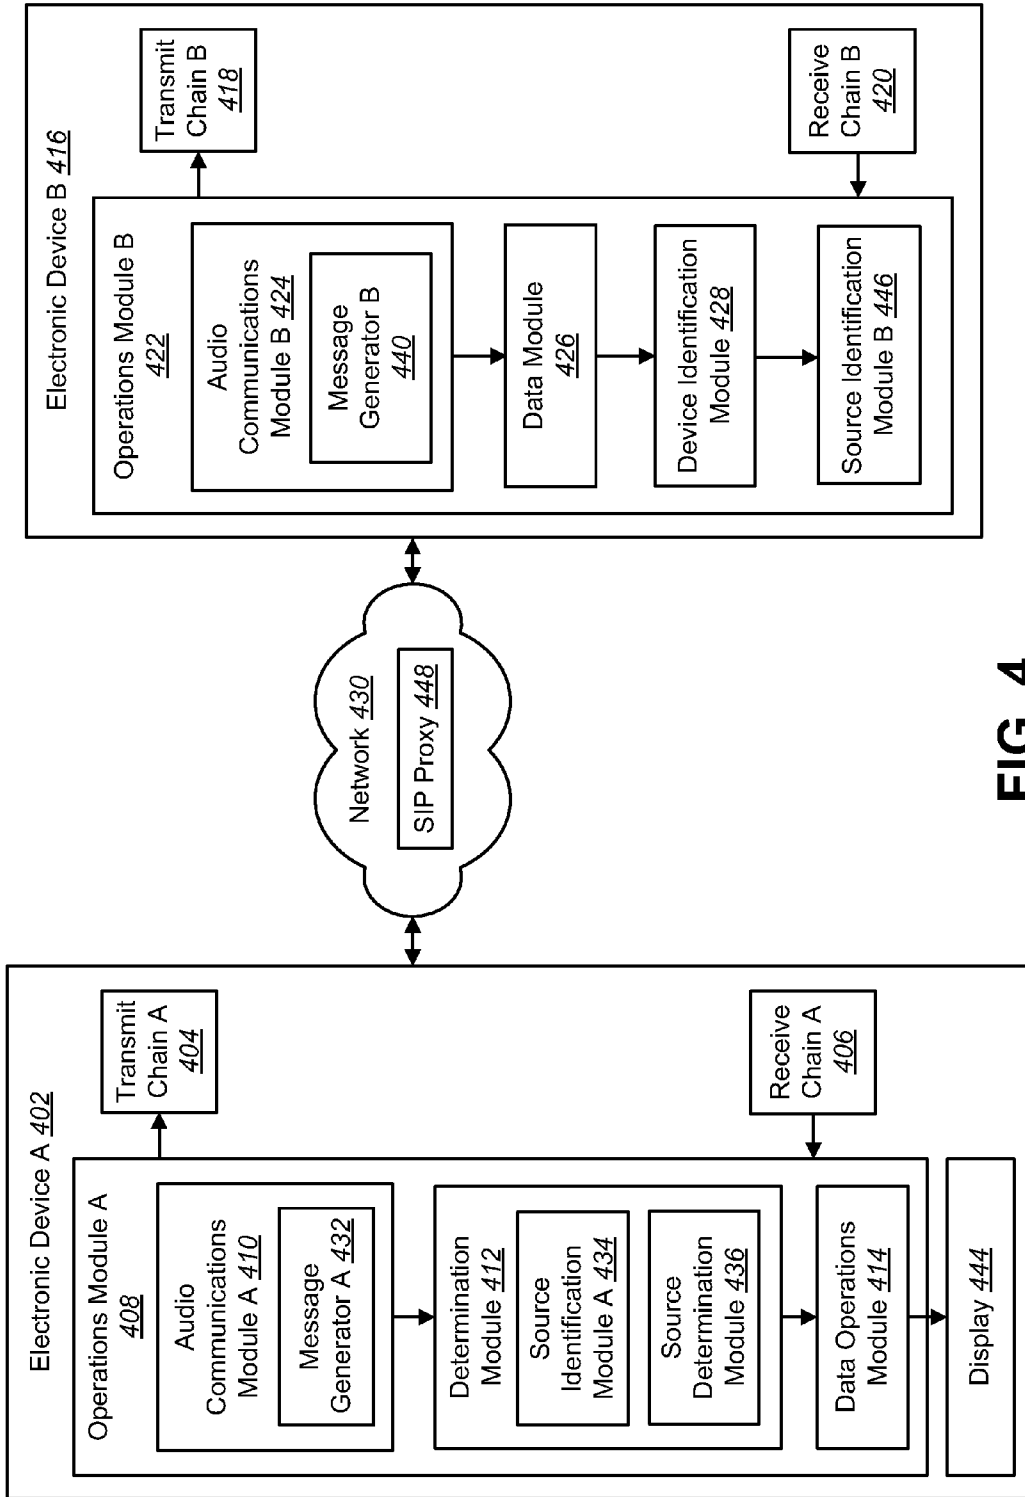 Electronic Device A 402
Operations Module A
408
Audio
Communications
Module A 410
Message
Generator A 432
Determination
Module 412
Source
Identification
Module A 434
Source
Determination
Module 436
Data Operations
Module 414
Display 444
Transmit
Chain A
404
Receive
Chain A
406
Network 430
SIP Proxy 448
Electronic Device B 416
Operations Module B
422
Audio
Communications
Module B 424
Message
Generator B
440
Data Module
426
Device Identification
Module 428
Source Identification
Module B 446
Transmit
Chain B
418
Receive
Chain B
420
FIG. 4